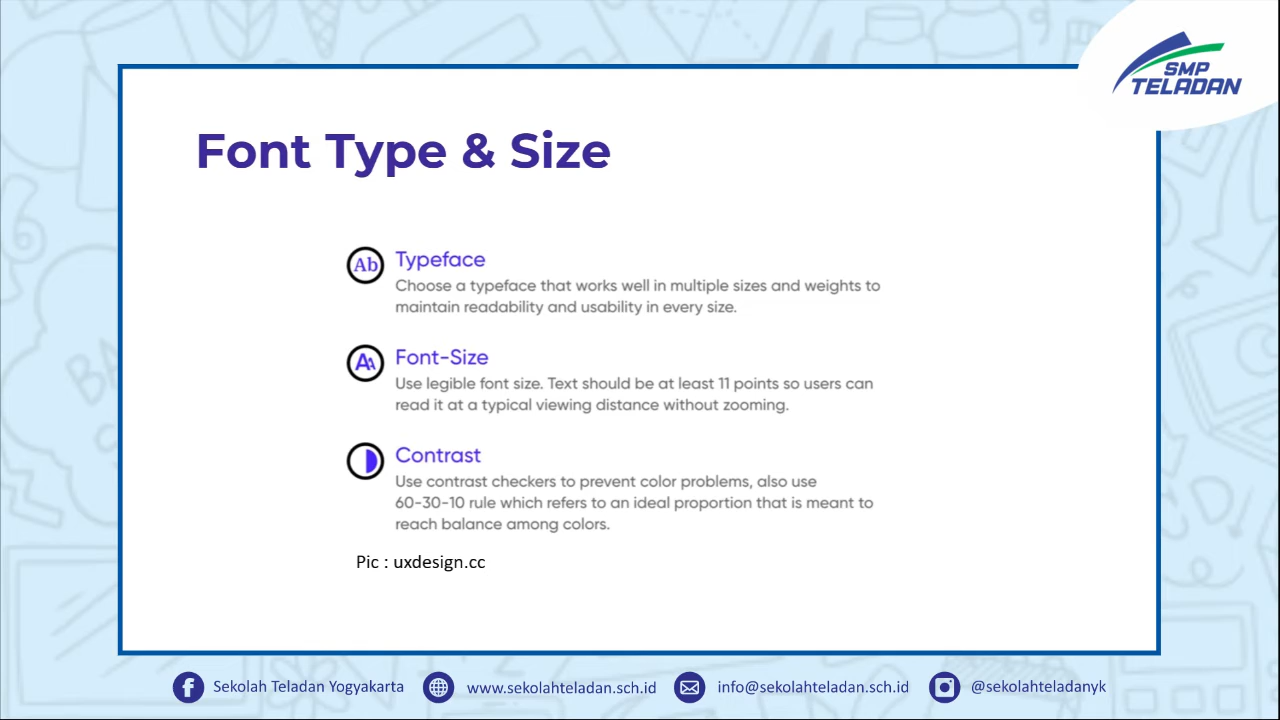 SMP
TELADAN
Font Type & Size
Ab
Typeface
Choose a typeface that works well in multiple sizes and weights to
maintain readability and usability in every size.
AA
Font-Size
Use legible font size. Text should be at least 11 points so users can
read it at a typical viewing distance without zooming.
Contrast
Use contrast checkers to prevent color problems, also use
60-30-10 rule which refers to an ideal proportion that is meant to
reach balance among colors.
Pic : uxdesign.cc
Sekolah Teladan Yogyakarta
www.sekolahteladan.sch.id
info@sekolahteladan.sch.id
@sekolahteladanyk